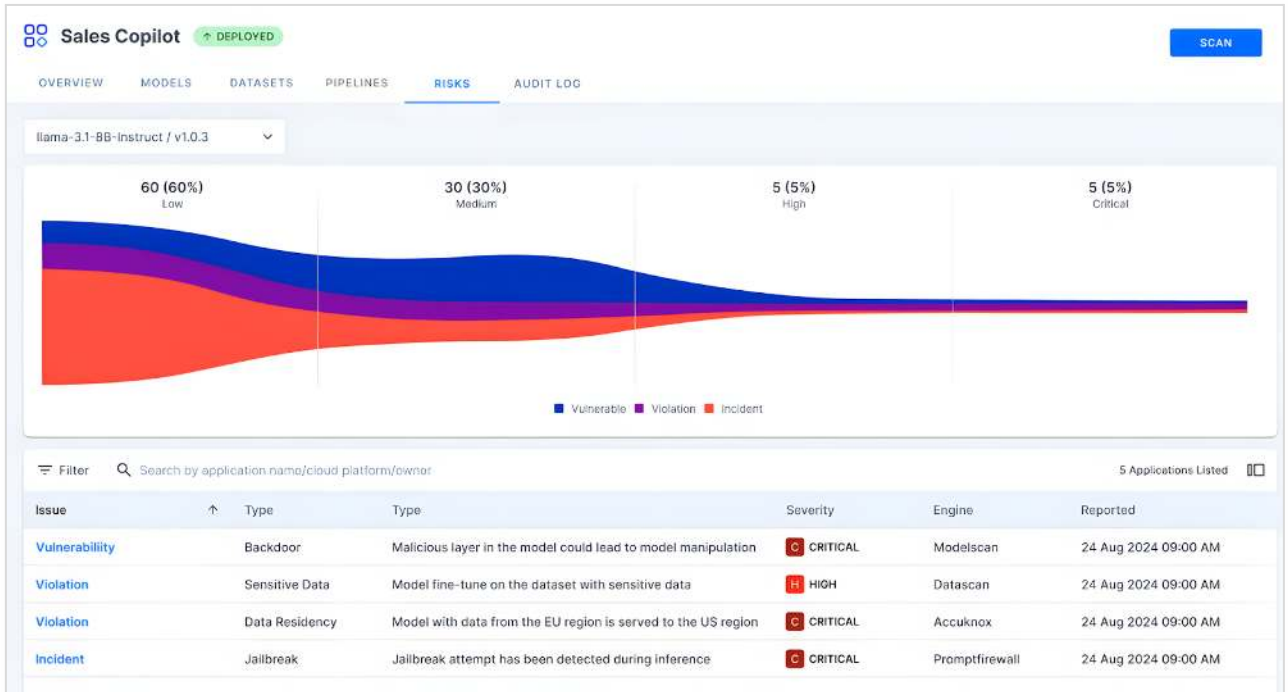 Sales Copilot ↑ DEPLOYED
SCAN
OVERVIEW MODELS DATASETS PIPELINES RISKS AUDIT LOG
llama-3.1-8B-Instruct / v1.0.3
60 (60%) 30 (30%) 5 (5%) 5 (5%)
Low Medium High Critical
Vulnerable Violation Incident
Filter Search by application name/cloud platform/owner 5 Applications Listed
Issue ↑ Type Type Severity Engine Reported
Vulnerabiliity Backdoor Malicious layer in the model could lead to model manipulation C CRITICAL Modelscan 24 Aug 2024 09:00 AM
Violation Sensitive Data Model fine-tune on the dataset with sensitive data H HIGH Datascan 24 Aug 2024 09:00 AM
Violation Data Residency Model with data from the EU region is served to the US region C CRITICAL Accuknox 24 Aug 2024 09:00 AM
Incident Jailbreak Jailbreak attempt has been detected during inference C CRITICAL Promptfirewall 24 Aug 2024 09:00 AM